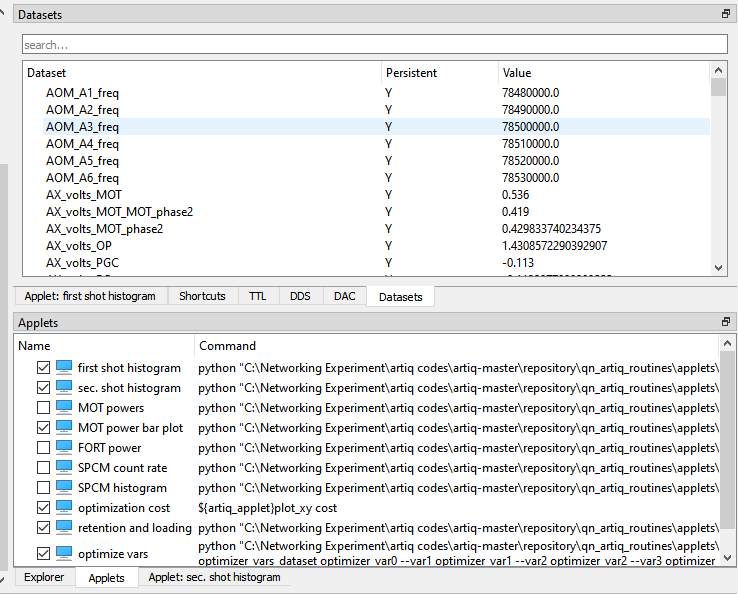 Datasets
search...
Dataset Persistent Value
AOM_A1_freq Y 78480000.0
AOM_A2_freq Y 78490000.0
AOM_A3_freq Y 78500000.0
AOM_A4_freq Y 78510000.0
AOM_A5_freq Y 78520000.0
AOM_A6_freq Y 78530000.0
AX_volts_MOT Y 0.536
AX_volts_MOT_MOT_phase2 Y 0.419
AX_volts_MOT_phase2 Y 0.429833740234375
AX_volts_OP Y 1.4308572290392907
AX_volts_PGC Y -0.113
Applet: first shot histogram Shortcuts TTL DDS DAC Datasets
Applets
Name Command
first shot histogram python "C:\Networking Experiment\artiq codes\artiq-master\repository\qn_artiq_routines\applets\
sec. shot histogram python "C:\Networking Experiment\artiq codes\artiq-master\repository\qn_artiq_routines\applets\
MOT powers python "C:\Networking Experiment\artiq codes\artiq-master\repository\qn_artiq_routines\applets\
MOT power bar plot python "C:\Networking Experiment\artiq codes\artiq-master\repository\qn_artiq_routines\applets\
FORT power python "C:\Networking Experiment\artiq codes\artiq-master\repository\qn_artiq_routines\applets\
SPCM count rate python "C:\Networking Experiment\artiq codes\artiq-master\repository\qn_artiq_routines\applets\
SPCM histogram python "C:\Networking Experiment\artiq codes\artiq-master\repository\qn_artiq_routines\applets\
optimization cost ${artiq_applet}plot_xy cost
retention and loading python "C:\Networking Experiment\artiq codes\artiq-master\repository\qn_artiq_routines\applets\
optimize vars python "C:\Networking Experiment\artiq codes\artiq-master\repository\qn_artiq_routines\applets\
optimizer_vars_dataset optimizer_var0 --var1 optimizer_var1 --var2 optimizer_var2 --var3 optimizer
Explorer Applets Applet: sec. shot histogram